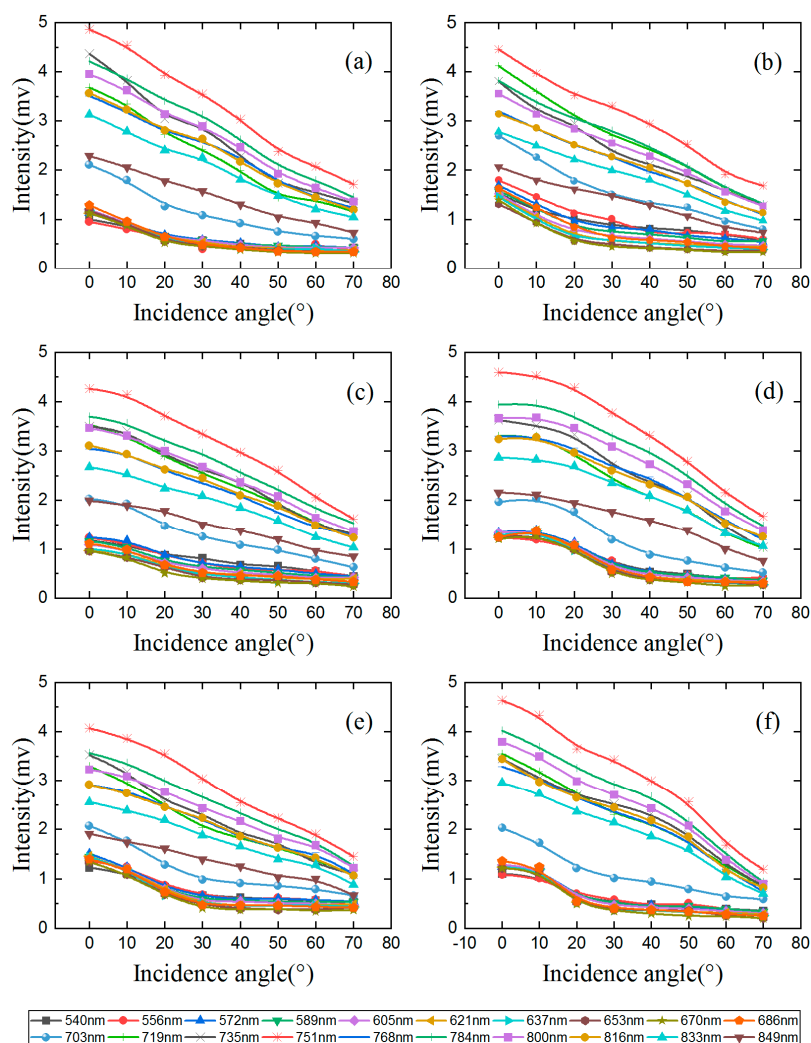 (a)
5
4
3
2
1
0
Intensity(mv)
0 10 20 30 40 50 60 70 80
Incidence angle(°)
(b)
5
4
3
2
1
0
Intensity(mv)
0 10 20 30 40 50 60 70 80
Incidence angle(°)
(c)
5
4
3
2
1
0
Intensity(mv)
0 10 20 30 40 50 60 70 80
Incidence angle(°)
(d)
5
4
3
2
1
0
Intensity(mv)
0 10 20 30 40 50 60 70 80
Incidence angle(°)
(e)
5
4
3
2
1
0
Intensity(mv)
0 10 20 30 40 50 60 70 80
Incidence angle(°)
(f)
5
4
3
2
1
0
Intensity(mv)
-10 0 10 20 30 40 50 60 70 80
Incidence angle(°)
540nm 556nm 572nm 589nm 605nm 621nm 637nm 653nm 670nm 686nm
703nm 719nm 735nm 751nm 768nm 784nm 800nm 816nm 833nm 849nm